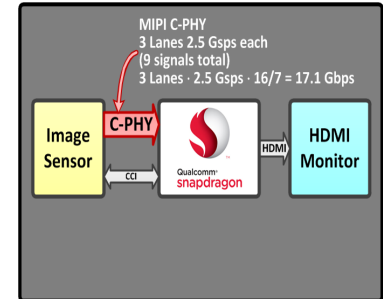 MIPI C-PHY
3 Lanes 2.5 Gsps each
(9 signals total)
3 Lanes · 2.5 Gsps · 16/7 = 17.1 Gbps
Image
Sensor
C-PHY
CCI
Qualcomm
snapdragon
HDMI
HDMI
Monitor